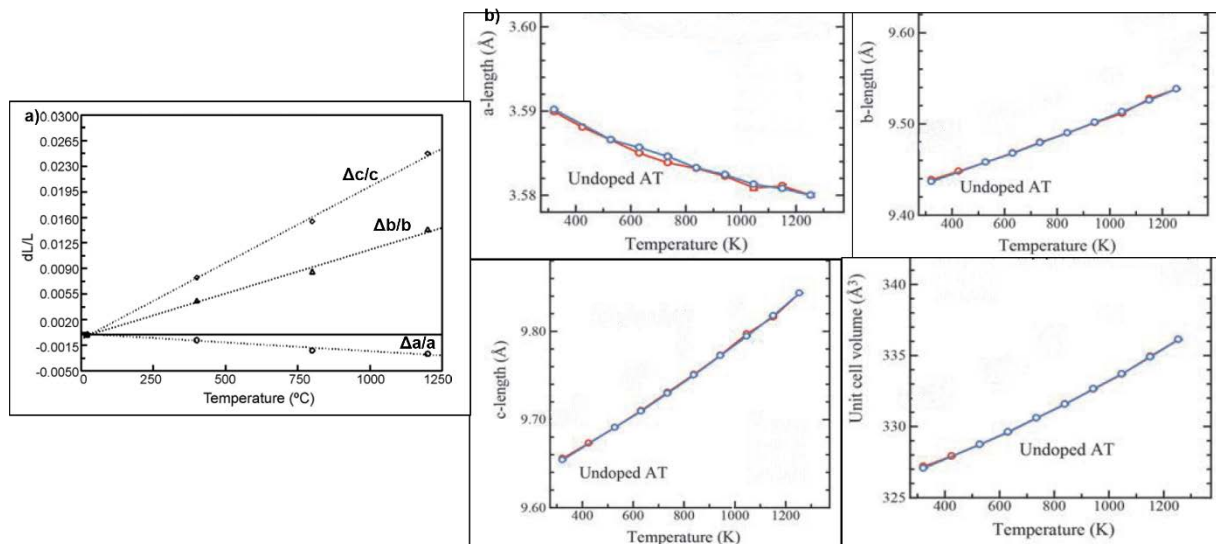 a)
0.0300
0.0265
0.0230
0.0195
0.0160
0.0125
0.0090
0.0055
0.0020
-0.0015
-0.0050
dL/L
Δc/c
Δb/b
Δa/a
0 250 500 750 1000 1250
Temperature (ºC)
b)
3.60
3.59
3.58
a-length (Å)
Undoped AT
400 600 800 1000 1200
Temperature (K)
9.60
9.50
9.40
b-length (Å)
Undoped AT
400 600 800 1000 1200
Temperature (K)
9.80
9.70
9.60
c-length (Å)
Undoped AT
400 600 800 1000 1200
Temperature (K)
340
335
330
325
Unit cell volume (Å³)
Undoped AT
400 600 800 1000 1200
Temperature (K)